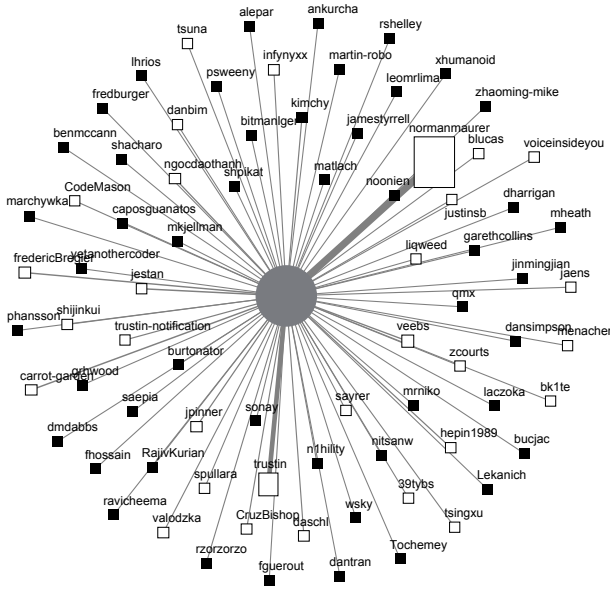 alepar
ankurcha
tsuna
rshelley
infynyxx
martin-robo
lhrios
psweeny
leomrlima
xhumanoid
fredburger
zhaoming-mike
danbim
kimchy
normanmaurer
benmccann
bitmanlger
jamestyrrell
blucas
shacharo
voiceinsideyou
ngocdaothanh
shpikat
matlach
noonien
CodeMason
dharrigan
marchywka
caposguanatos
justinsb
mheath
mkjellman
garethcollins
liqweed
fredericBregier
yetanothercoder
jinmingjian
jestan
jaens
qmx
phansson
shijinkui
trustin-notification
veebs
dansimpson
menacher
burtonator
zcourts
carrot-garden
grhwood
bk1te
saepia
mrniko
laczoka
sayrer
jpinner
sonay
dmdabbs
hepin1989
bucjac
fhossain
RajivKurian
n1hility
nitsanw
trustin
spullara
Lekanich
ravicheema
39tybs
wsky
valodzka
CruzBishop
daschl
tsingxu
rzorzorzo
Tochemey
fguerout
dantran